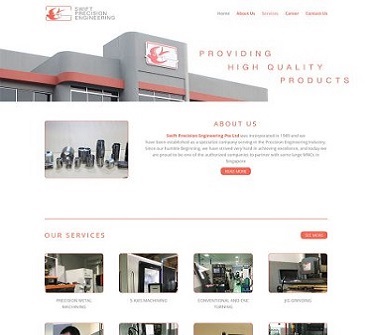 SWIFT
PRECISION
ENGINEERING
Home About Us Services Career Contact Us
PROVIDING
HIGH QUALITY
PRODUCTS
ABOUT US
Swift Precision Engineering Pte Ltd was incorporated in 1989 and we
have been established as a specialist company serving in the Precision Engineering Industry.
Since our humble beginning, we have strived very hard in achieving excellence, and today we
are proud to be one of the authorized companies to partner with some large MNCs in
Singapore
READ MORE
OUR SERVICES
SEE MORE
PRECISION METAL
MACHINING
5 AXIS MACHINING
CONVENTIONAL AND CNC
TURNING
JIG GRINDING